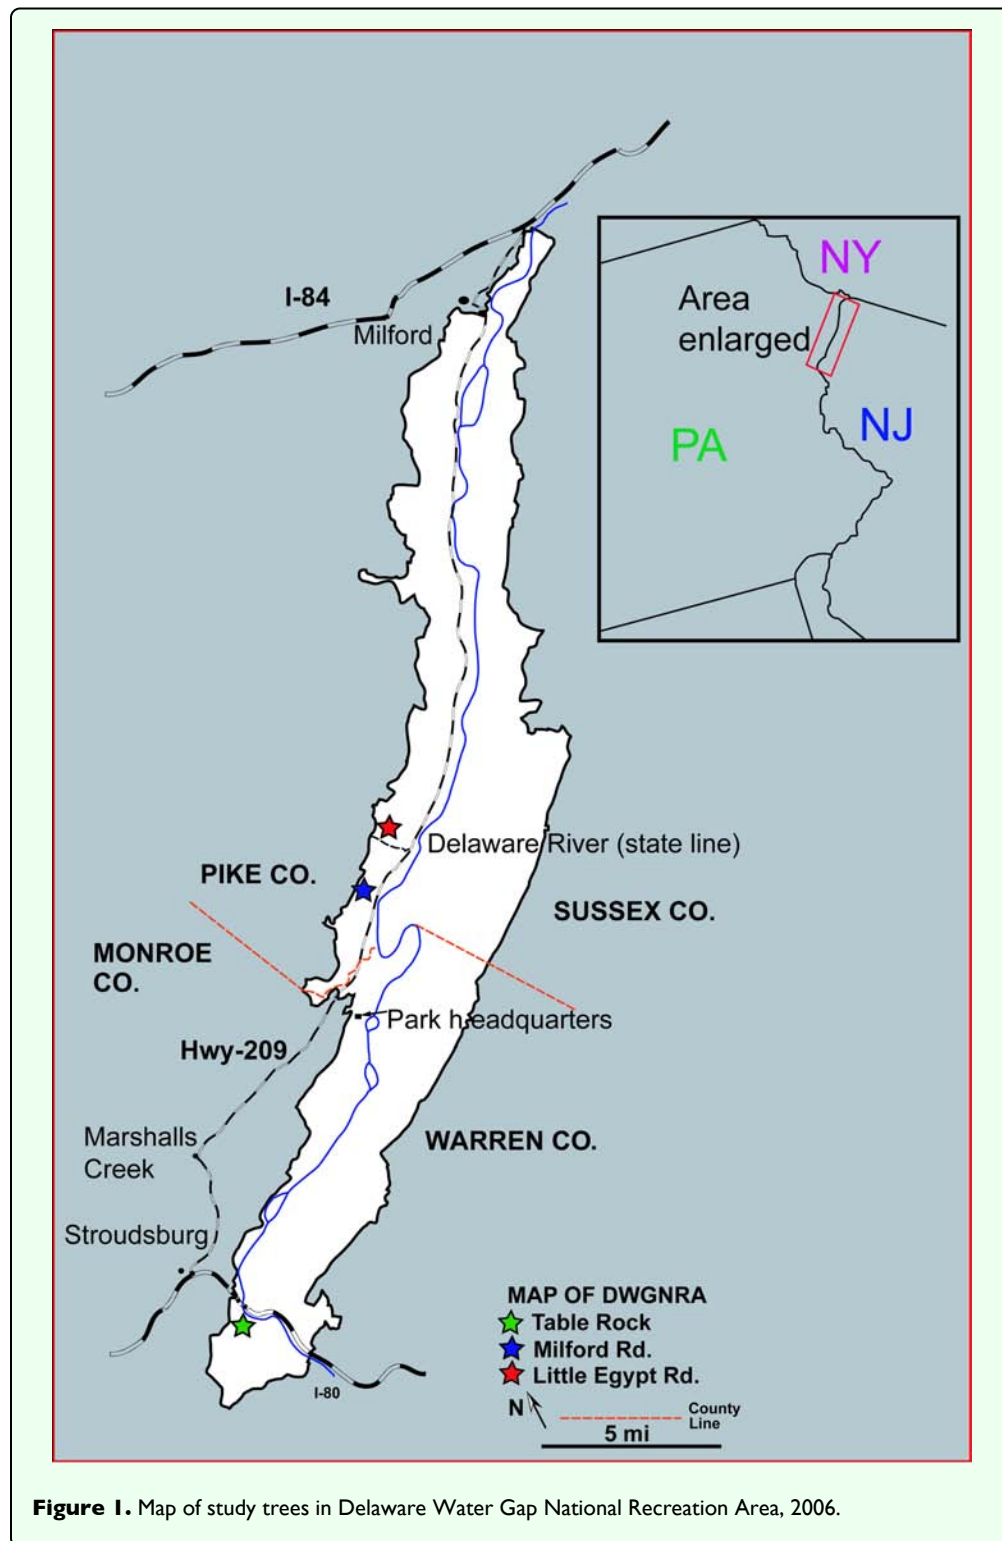 I-84
Milford
NY
Area
enlarged
NJ
PA
Delaware River (state line)
PIKE CO.
SUSSEX CO.
MONROE
CO.
Park headquarters
Hwy-209
Marshalls
Creek
WARREN CO.
Stroudsburg
MAP OF DWGNRA
Table Rock
Milford Rd.
Little Egypt Rd.
I-80
N
County
Line
5 mi
Figure 1. Map of study trees in Delaware Water Gap National Recreation Area, 2006.